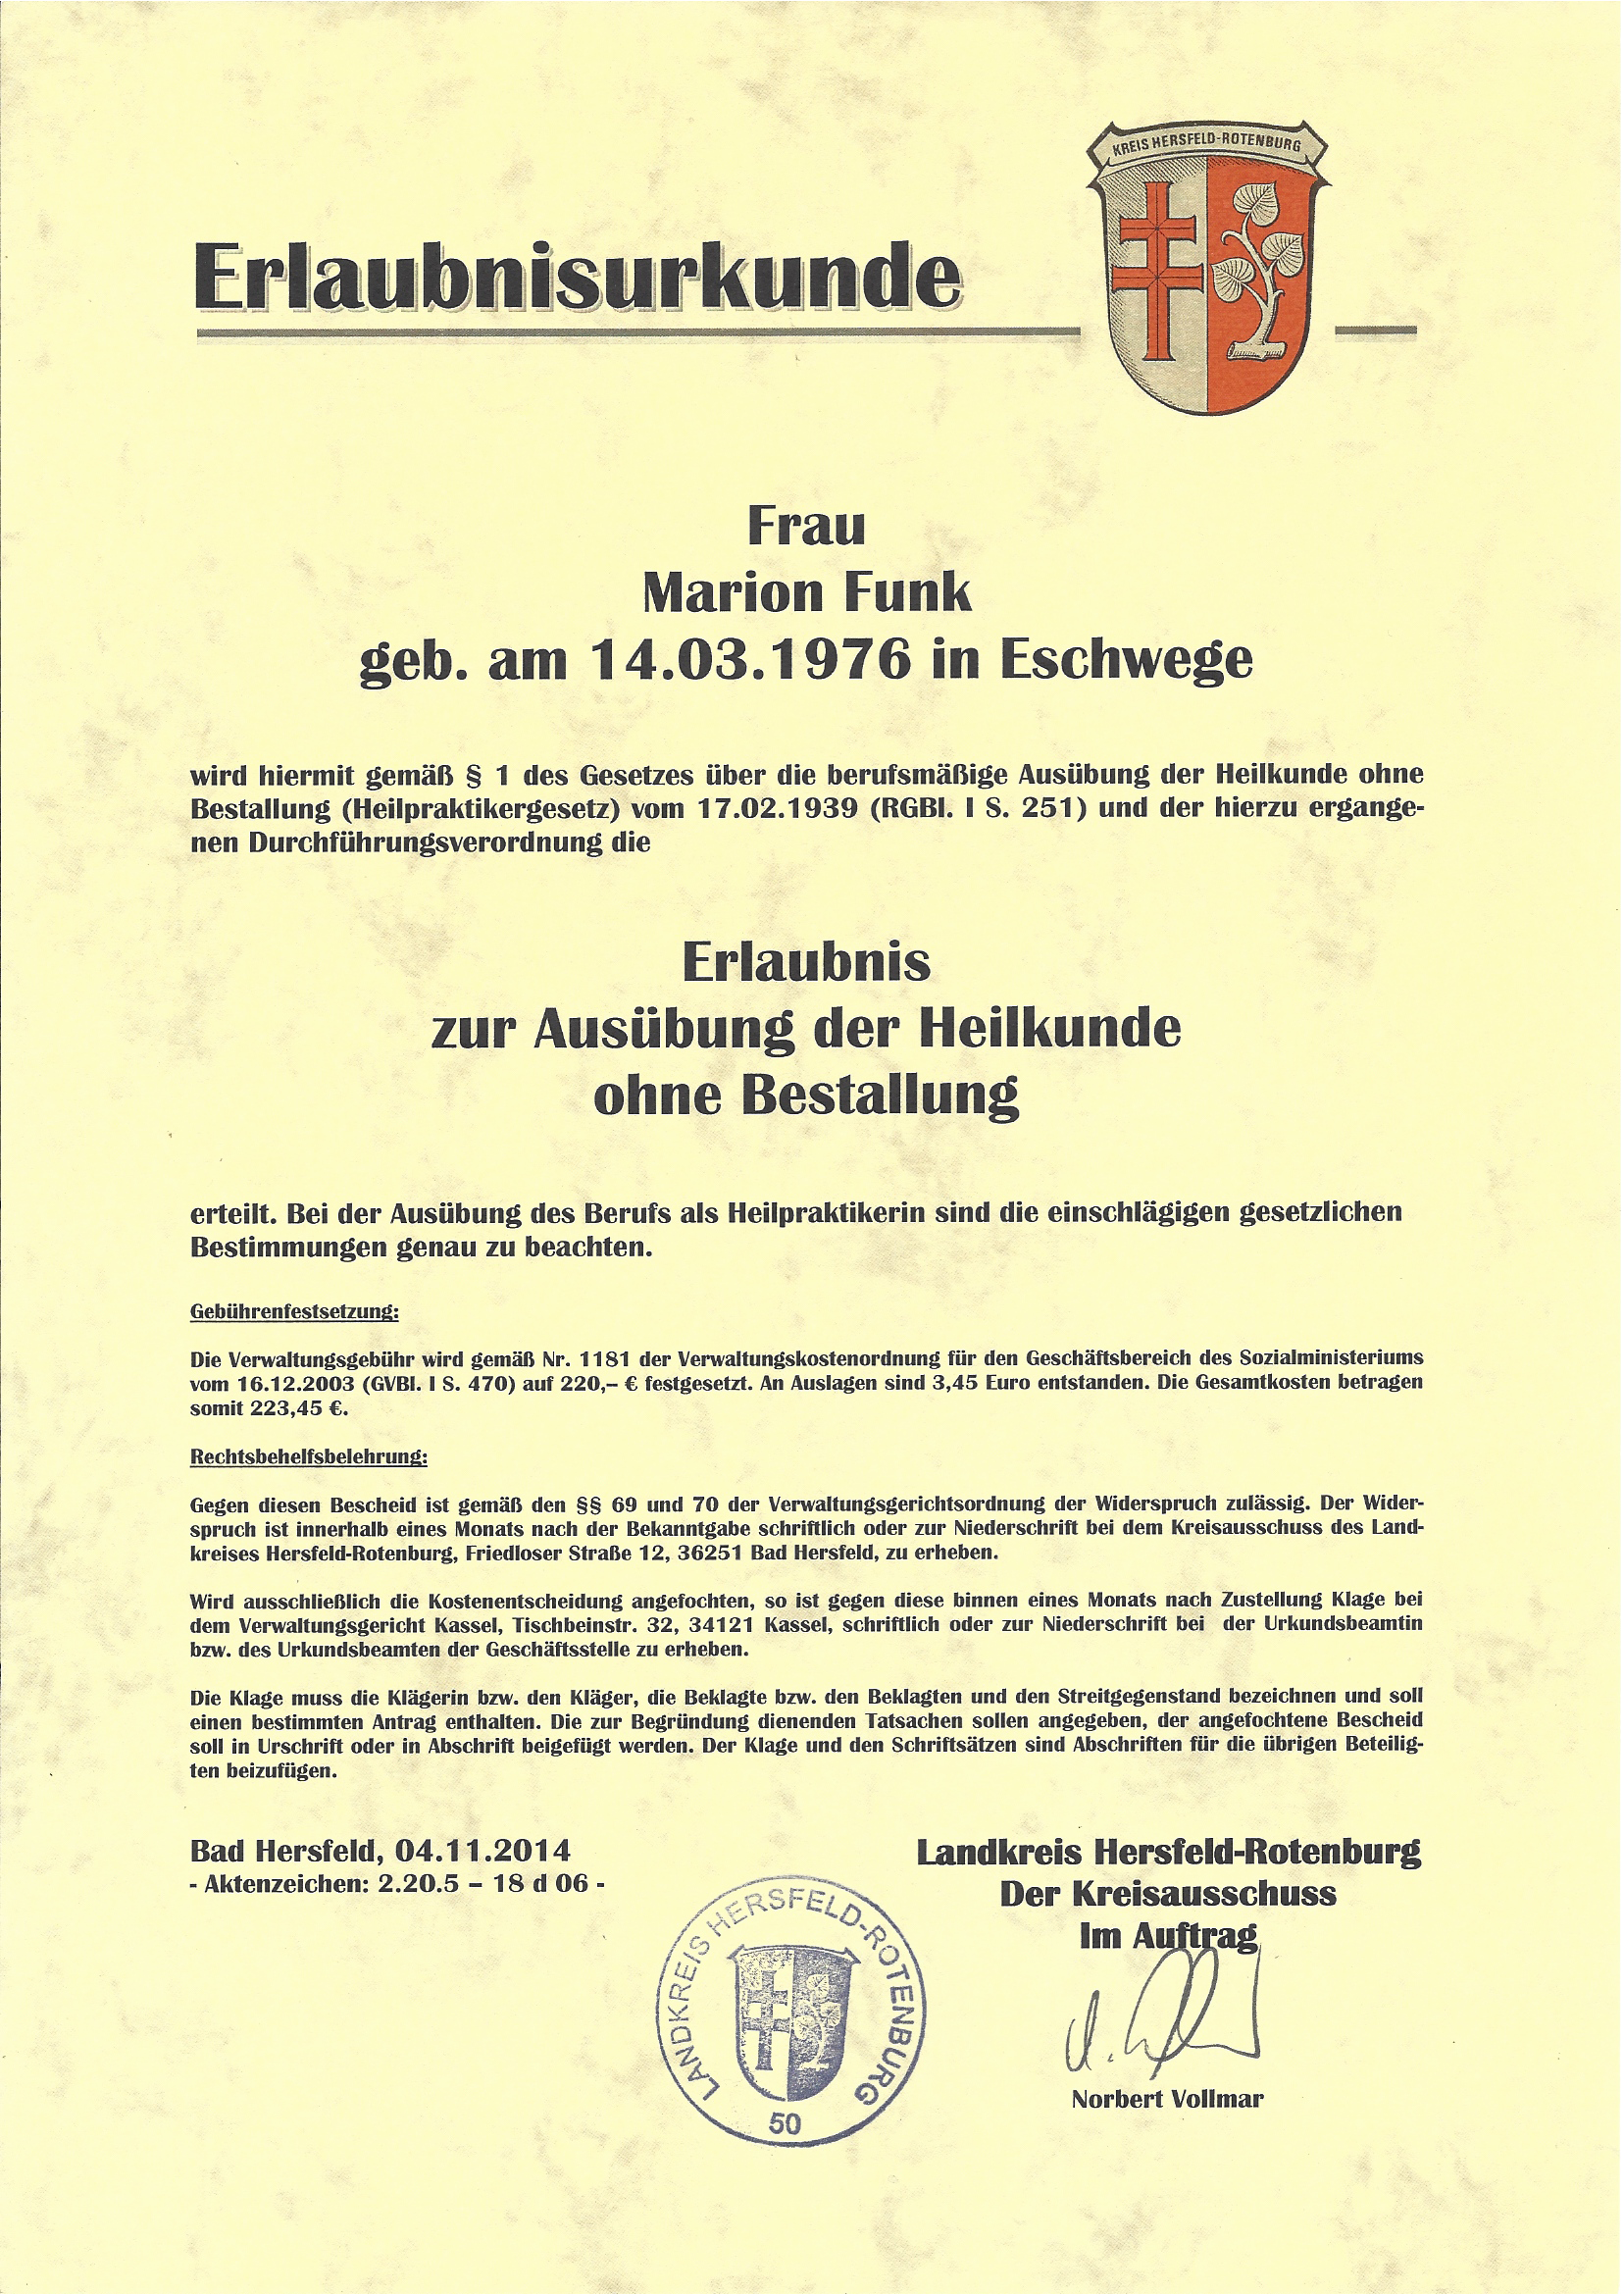 KREIS HERSFELD-ROTENBURG
Erlaubnisurkunde
Frau
Marion Funk
geb. am 14.03.1976 in Eschwege
wird hiermit gemäß § 1 des Gesetzes über die berufsmäßige Ausübung der Heilkunde ohne
Bestallung (Heilpraktikergesetz) vom 17.02.1939 (RGBl. I S. 251) und der hierzu ergange-
nen Durchführungsverordnung die
Erlaubnis
zur Ausübung der Heilkunde
ohne Bestallung
erteilt. Bei der Ausübung des Berufs als Heilpraktikerin sind die einschlägigen gesetzlichen
Bestimmungen genau zu beachten.
Gebührenfestsetzung:
Die Verwaltungsgebühr wird gemäß Nr. 1181 der Verwaltungskostenordnung für den Geschäftsbereich des Sozialministeriums
vom 16.12.2003 (GVBl. I S. 470) auf 220,– € festgesetzt. An Auslagen sind 3,45 Euro entstanden. Die Gesamtkosten betragen
somit 223,45 €.
Rechtsbehelfsbelehrung:
Gegen diesen Bescheid ist gemäß den §§ 69 und 70 der Verwaltungsgerichtsordnung der Widerspruch zulässig. Der Wider-
spruch ist innerhalb eines Monats nach der Bekanntgabe schriftlich oder zur Niederschrift bei dem Kreisausschuss des Land-
kreises Hersfeld-Rotenburg, Friedloser Straße 12, 36251 Bad Hersfeld, zu erheben.
Wird ausschließlich die Kostenentscheidung angefochten, so ist gegen diese binnen eines Monats nach Zustellung Klage bei
dem Verwaltungsgericht Kassel, Tischbeinstr. 32, 34121 Kassel, schriftlich oder zur Niederschrift bei der Urkundsbeamtin
bzw. des Urkundsbeamten der Geschäftsstelle zu erheben.
Die Klage muss die Klägerin bzw. den Kläger, die Beklagte bzw. den Beklagten und den Streitgegenstand bezeichnen und soll
einen bestimmten Antrag enthalten. Die zur Begründung dienenden Tatsachen sollen angegeben, der angefochtene Bescheid
soll in Urschrift oder in Abschrift beigefügt werden. Der Klage und den Schriftsätzen sind Abschriften für die übrigen Beteilig-
ten beizufügen.
Bad Hersfeld, 04.11.2014
- Aktenzeichen: 2.20.5 – 18 d 06 -
Landkreis Hersfeld-Rotenburg
Der Kreisausschuss
Im Auftrag
LANDKREIS HERSFELD-ROTENBURG
50
Norbert Vollmar